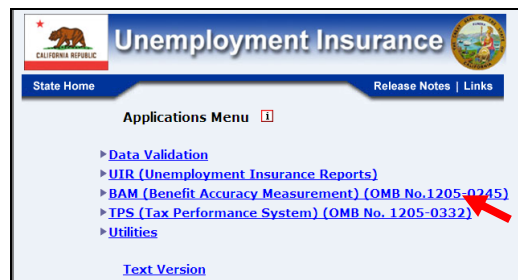 CALIFORNIA REPUBLIC
Unemployment Insurance
State Home
Release Notes | Links
Applications Menu i
Data Validation
UIR (Unemployment Insurance Reports)
BAM (Benefit Accuracy Measurement) (OMB No.1205-0245)
TPS (Tax Performance System) (OMB No. 1205-0332)
Utilities
Text Version